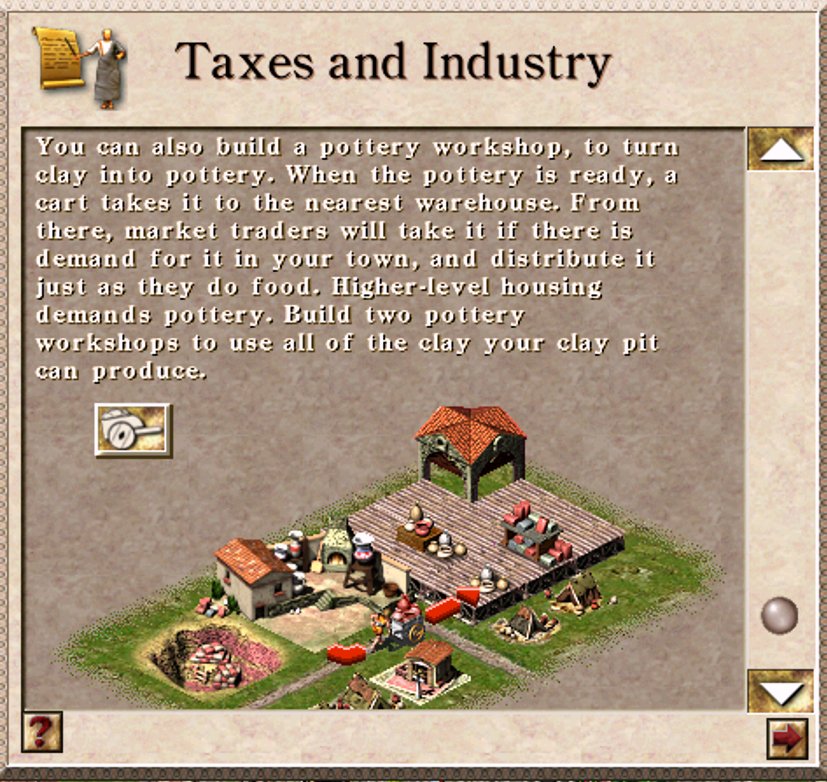 Taxes and Industry
You can also build a pottery workshop, to turn
clay into pottery. When the pottery is ready, a
cart takes it to the nearest warehouse. From
there, market traders will take it if there is
demand for it in your town, and distribute it
just as they do food. Higher-level housing
demands pottery. Build two pottery
workshops to use all of the clay your clay pit
can produce.
?